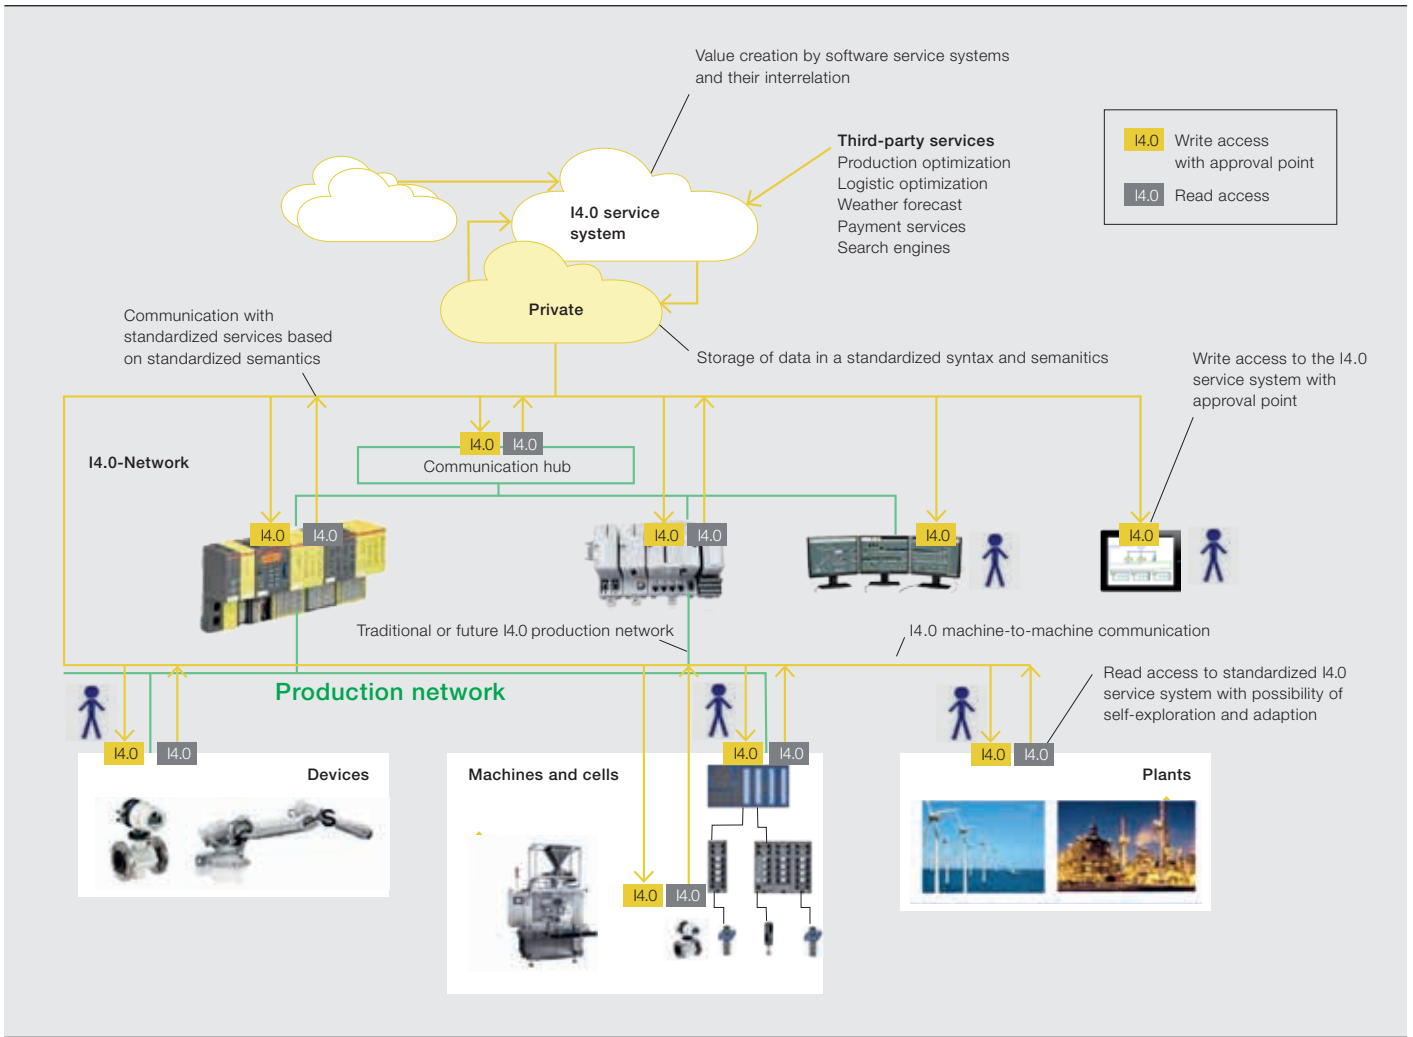 Value creation by software service systems
and their interrelation
I4.0
Write access
with approval point
I4.0
Read access
Third-party services
Production optimization
Logistic optimization
Weather forecast
Payment services
Search engines
I4.0 service
system
Private
Communication with
standardized services based
on standardized semantics
Storage of data in a standardized syntax and semanitics
Write access to the I4.0
service system with
approval point
I4.0-Network
I4.0
I4.0
Communication hub
I4.0
I4.0
I4.0
I4.0
I4.0
I4.0
Traditional or future I4.0 production network
I4.0 machine-to-machine communication
Production network
Read access to standardized I4.0
service system with possibility of
self-exploration and adaption
I4.0
I4.0
I4.0
I4.0
I4.0
I4.0
Devices
Machines and cells
Plants
S
I4.0
I4.0